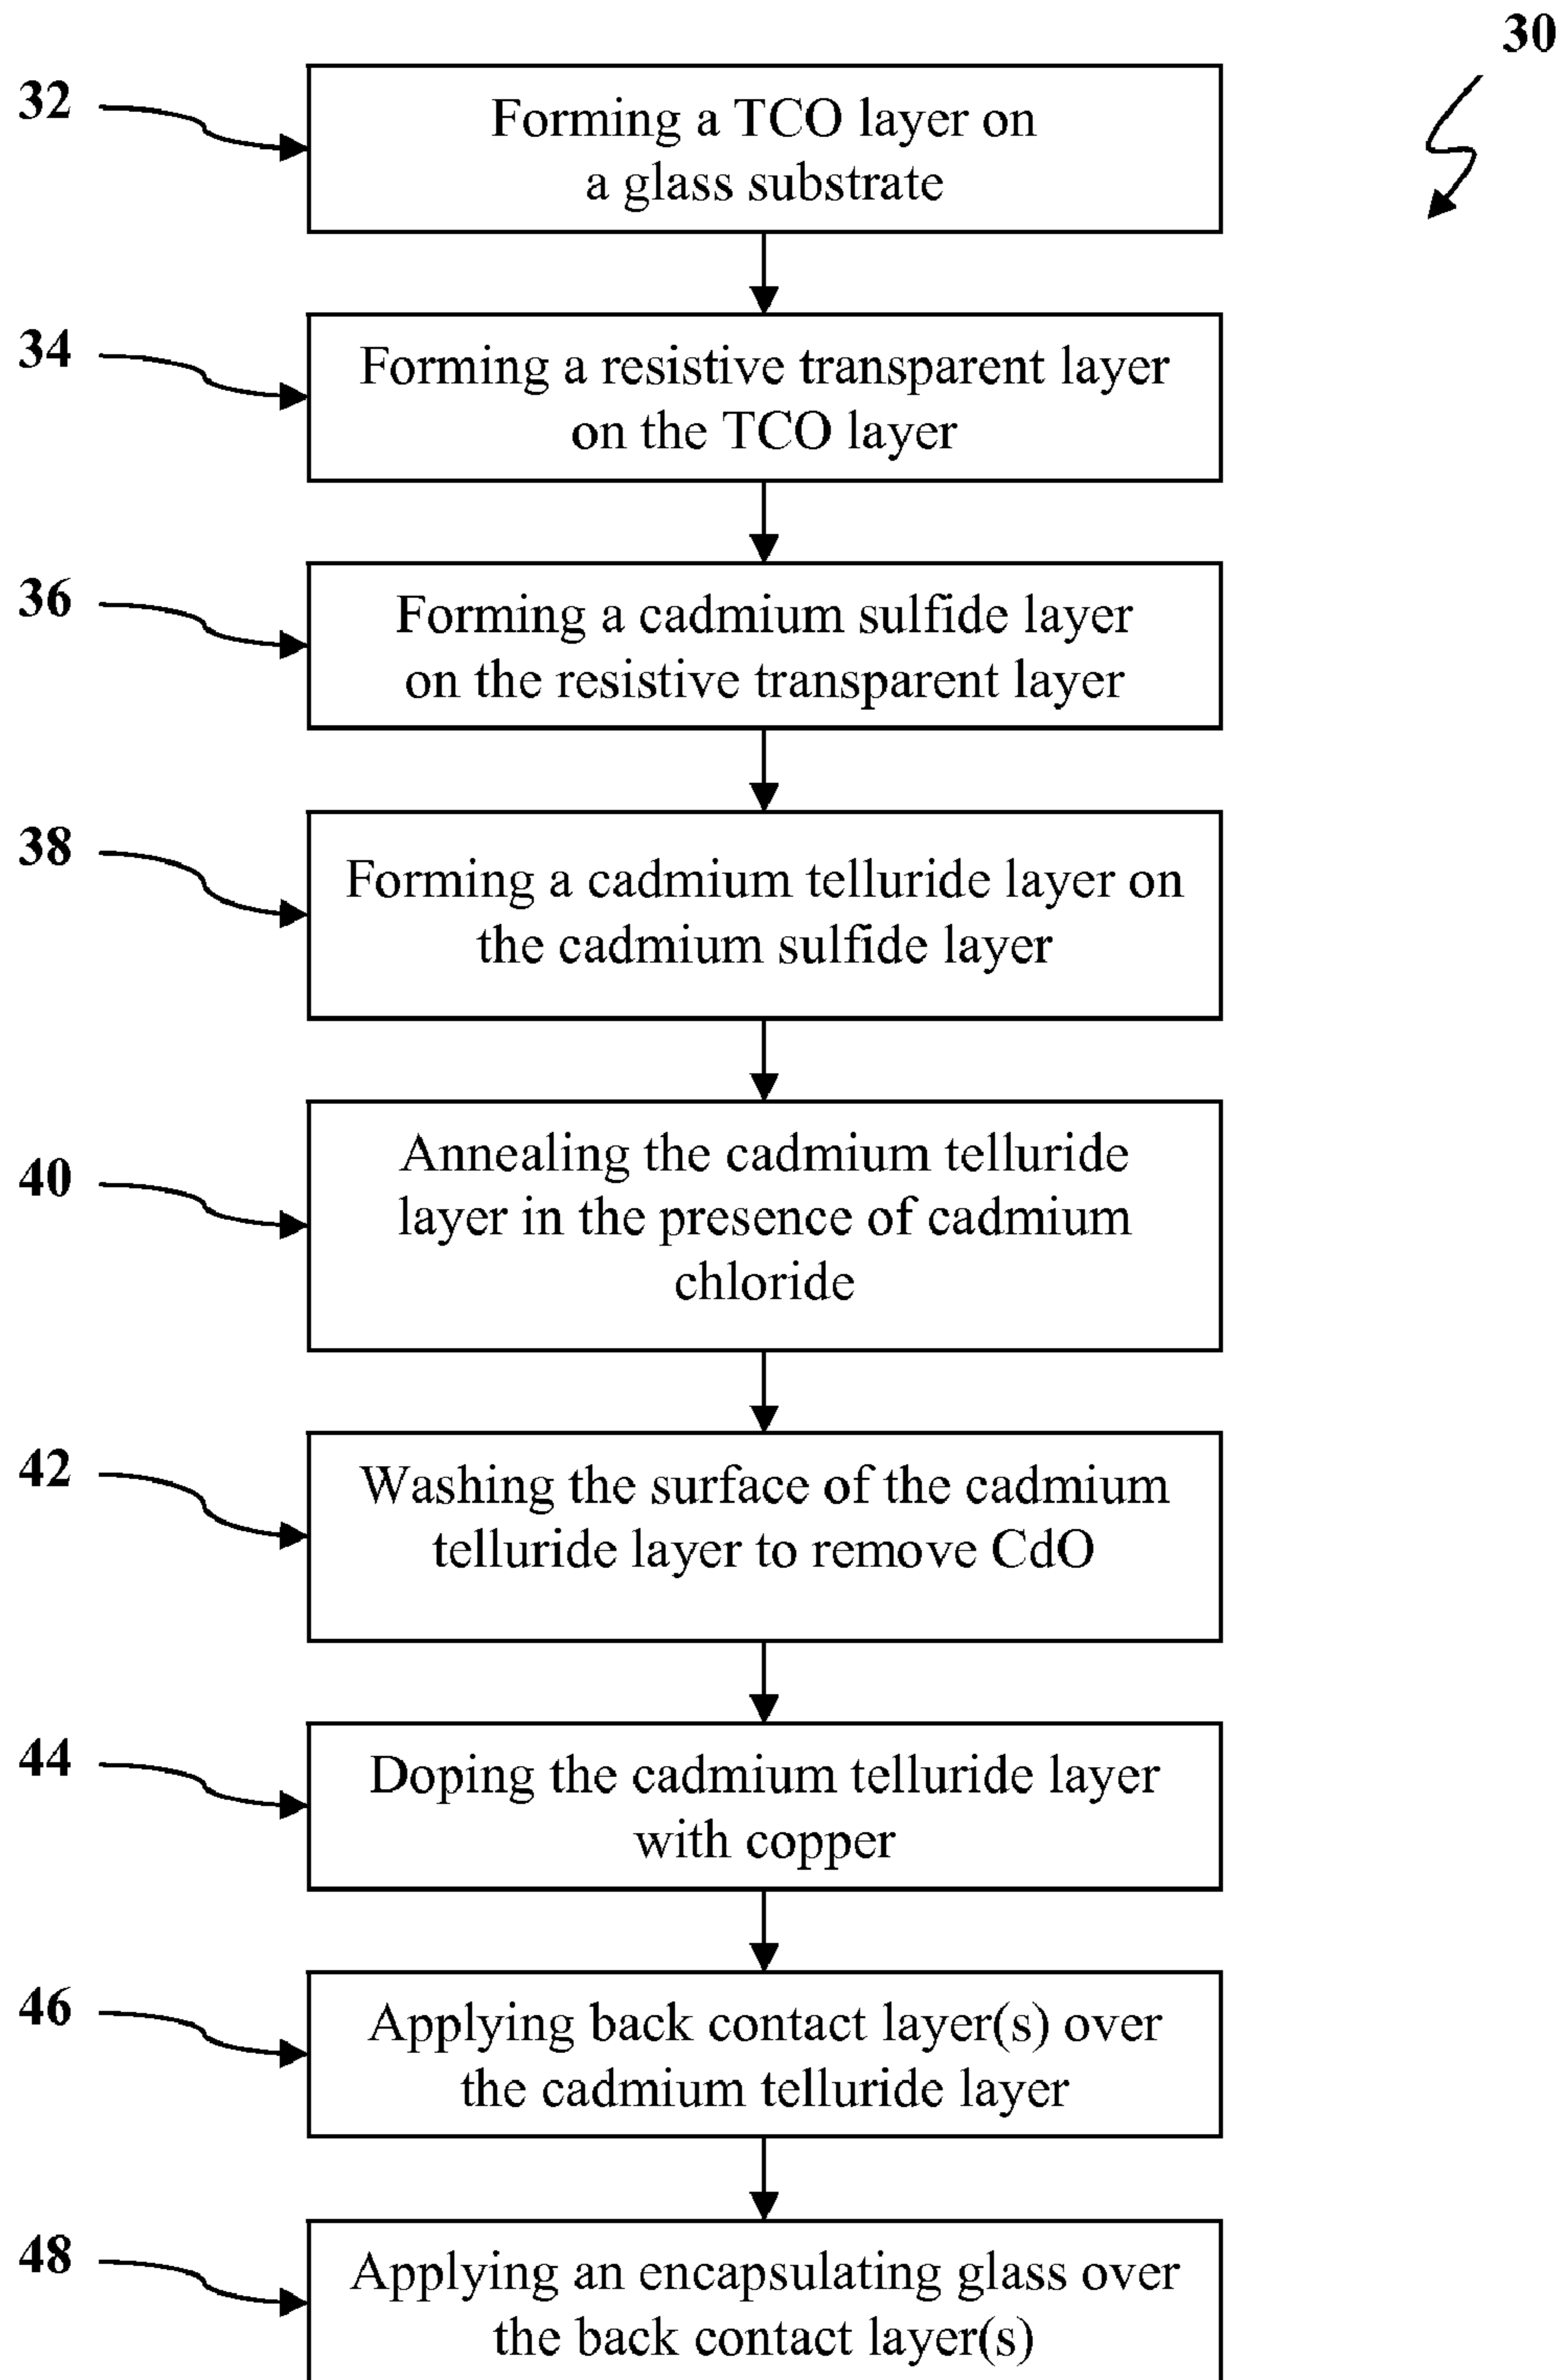 30
32
Forming a TCO layer on
a glass substrate
34
Forming a resistive transparent layer
on the TCO layer
36
Forming a cadmium sulfide layer
on the resistive transparent layer
38
Forming a cadmium telluride layer on
the cadmium sulfide layer
40
Annealing the cadmium telluride
layer in the presence of cadmium
chloride
42
Washing the surface of the cadmium
telluride layer to remove CdO
44
Doping the cadmium telluride layer
with copper
46
Applying back contact layer(s) over
the cadmium telluride layer
48
Applying an encapsulating glass over
the back contact layer(s)